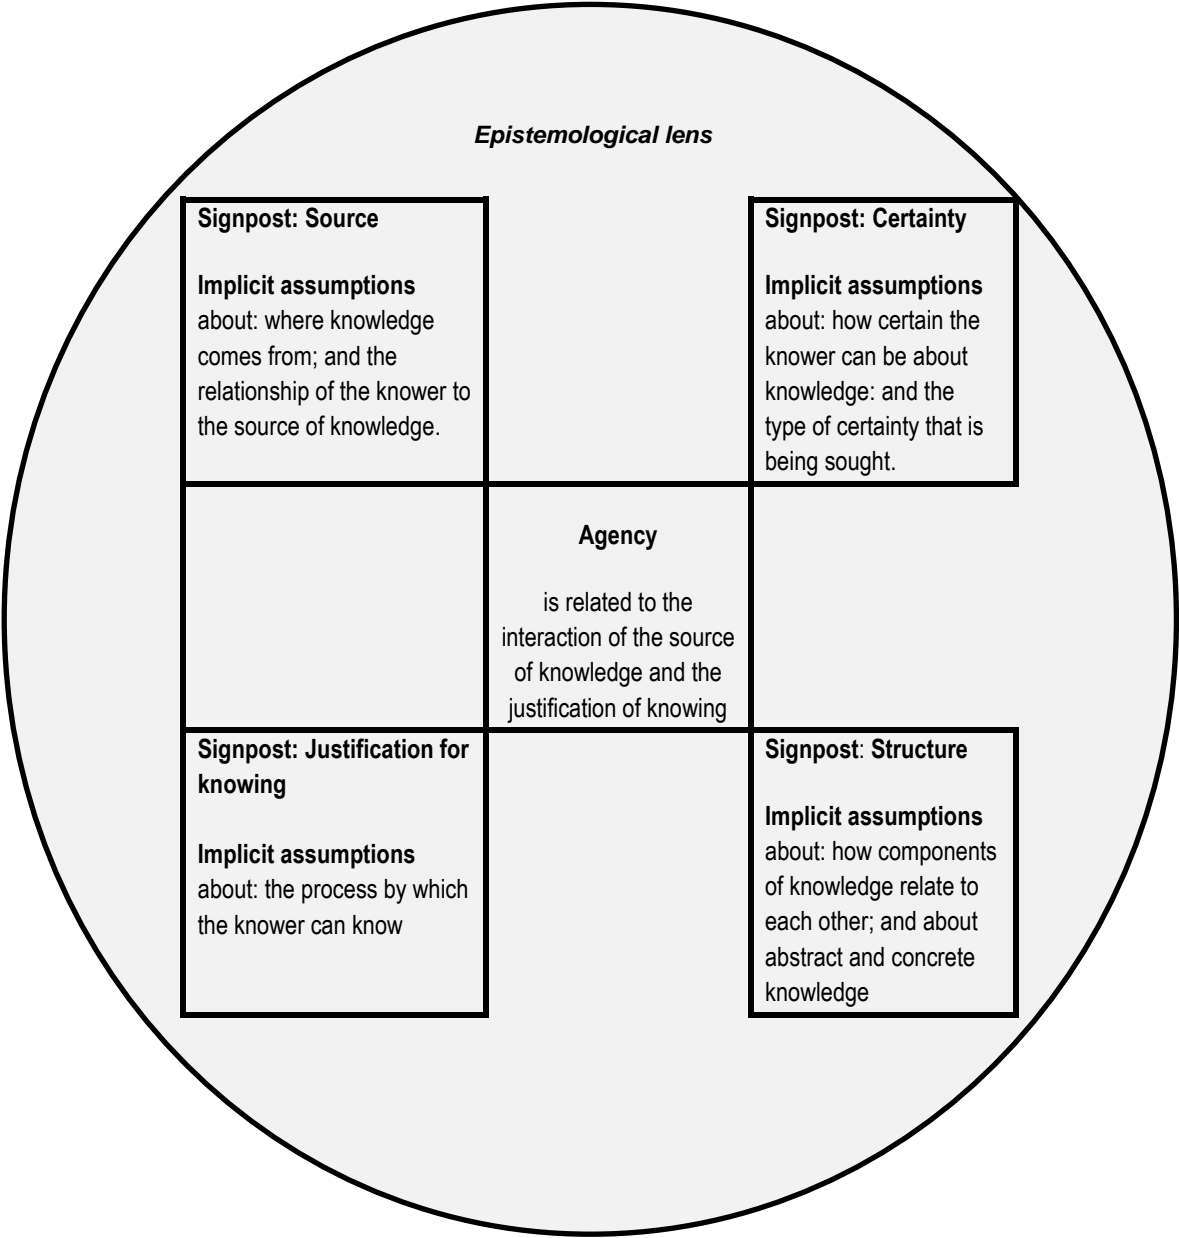 Epistemological lens
Signpost: Source
Implicit assumptions
about: where knowledge
comes from; and the
relationship of the knower to
the source of knowledge.
Signpost: Certainty
Implicit assumptions
about: how certain the
knower can be about
knowledge: and the
type of certainty that is
being sought.
Agency
is related to the
interaction of the source
of knowledge and the
justification of knowing
Signpost: Justification for
knowing
Implicit assumptions
about: the process by which
the knower can know
Signpost: Structure
Implicit assumptions
about: how components
of knowledge relate to
each other; and about
abstract and concrete
knowledge